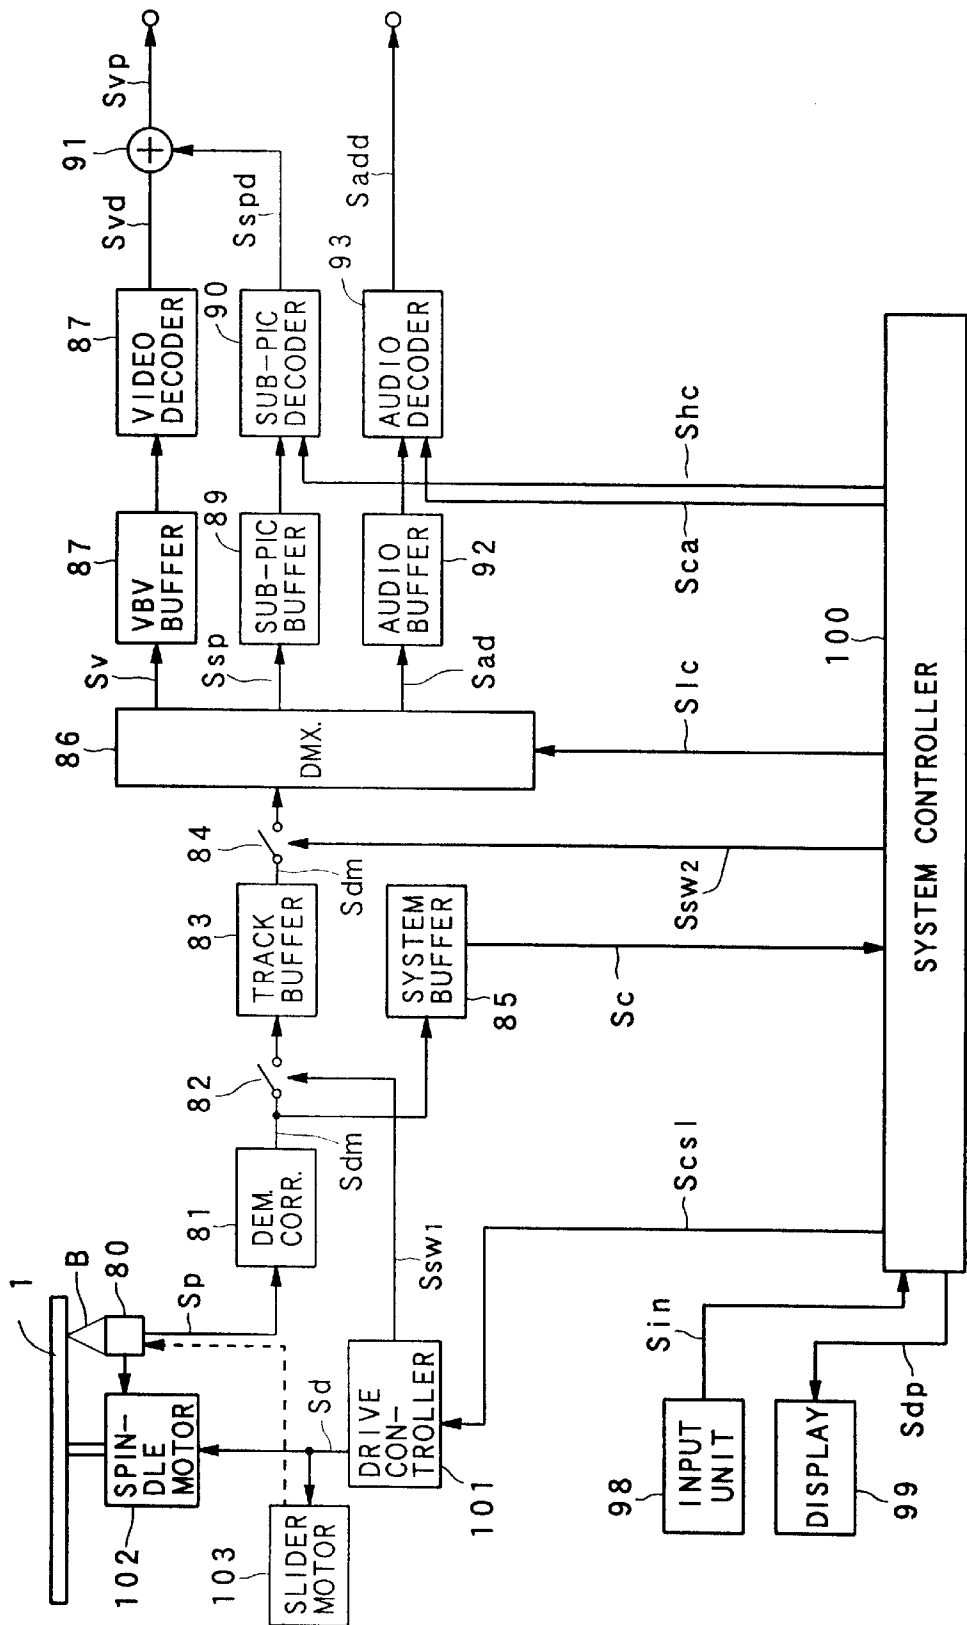 1
B
80
Sp
SPIN-
DLE
MOTOR
102
SLIDER
MOTOR
103
Sd
DRIVE
CON-
TROLLER
101
Ssw1
DEM.
CORR.
81
Sdm
82
TRACK
BUFFER
83
Sdm
84
SYSTEM
BUFFER
85
Sc
DMX.
86
Sv
Ssp
Sad
VBV
BUFFER
87
SUB-PIC
BUFFER
89
AUDIO
BUFFER
92
VIDEO
DECODER
87
SUB-PIC
DECODER
90
AUDIO
DECODER
93
Svd
91
Svp
Sspd
Sadd
Shc
Sca
Slc
Ssw2
Scsl
INPUT
UNIT
98
Sin
DISPLAY
99
Sdp
SYSTEM CONTROLLER
100